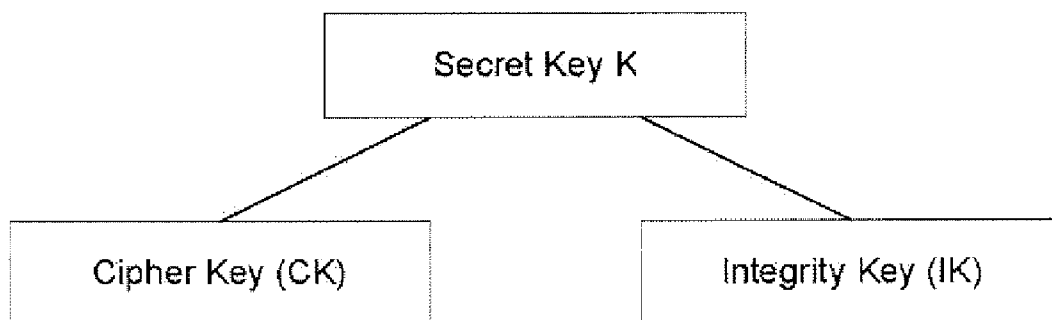 Secret Key K
Cipher Key (CK)
Integrity Key (IK)